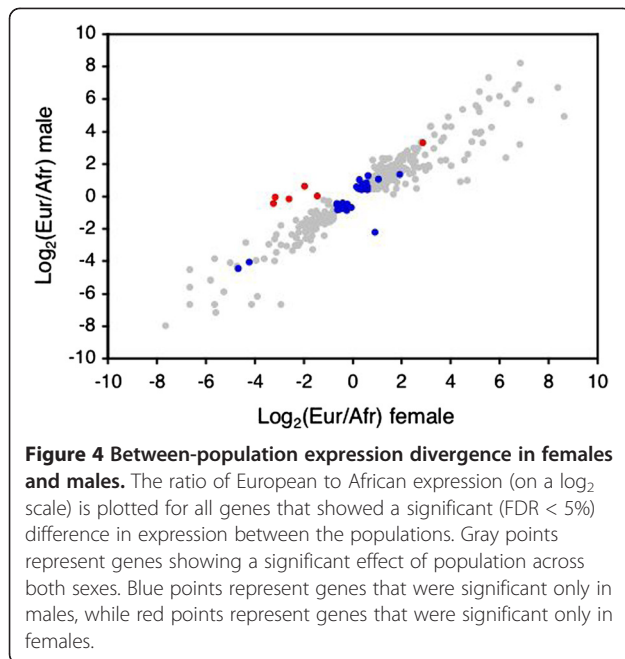 10
8
6
4
2
0
-2
-4
-6
-8
-10
Log₂(Eur/Afr) male
-10 -8 -6 -4 -2 0 2 4 6 8 10
Log₂(Eur/Afr) female
Figure 4 Between-population expression divergence in females
and males. The ratio of European to African expression (on a log₂
scale) is plotted for all genes that showed a significant (FDR < 5%)
difference in expression between the populations. Gray points
represent genes showing a significant effect of population across
both sexes. Blue points represent genes that were significant only in
males, while red points represent genes that were significant only in
females.